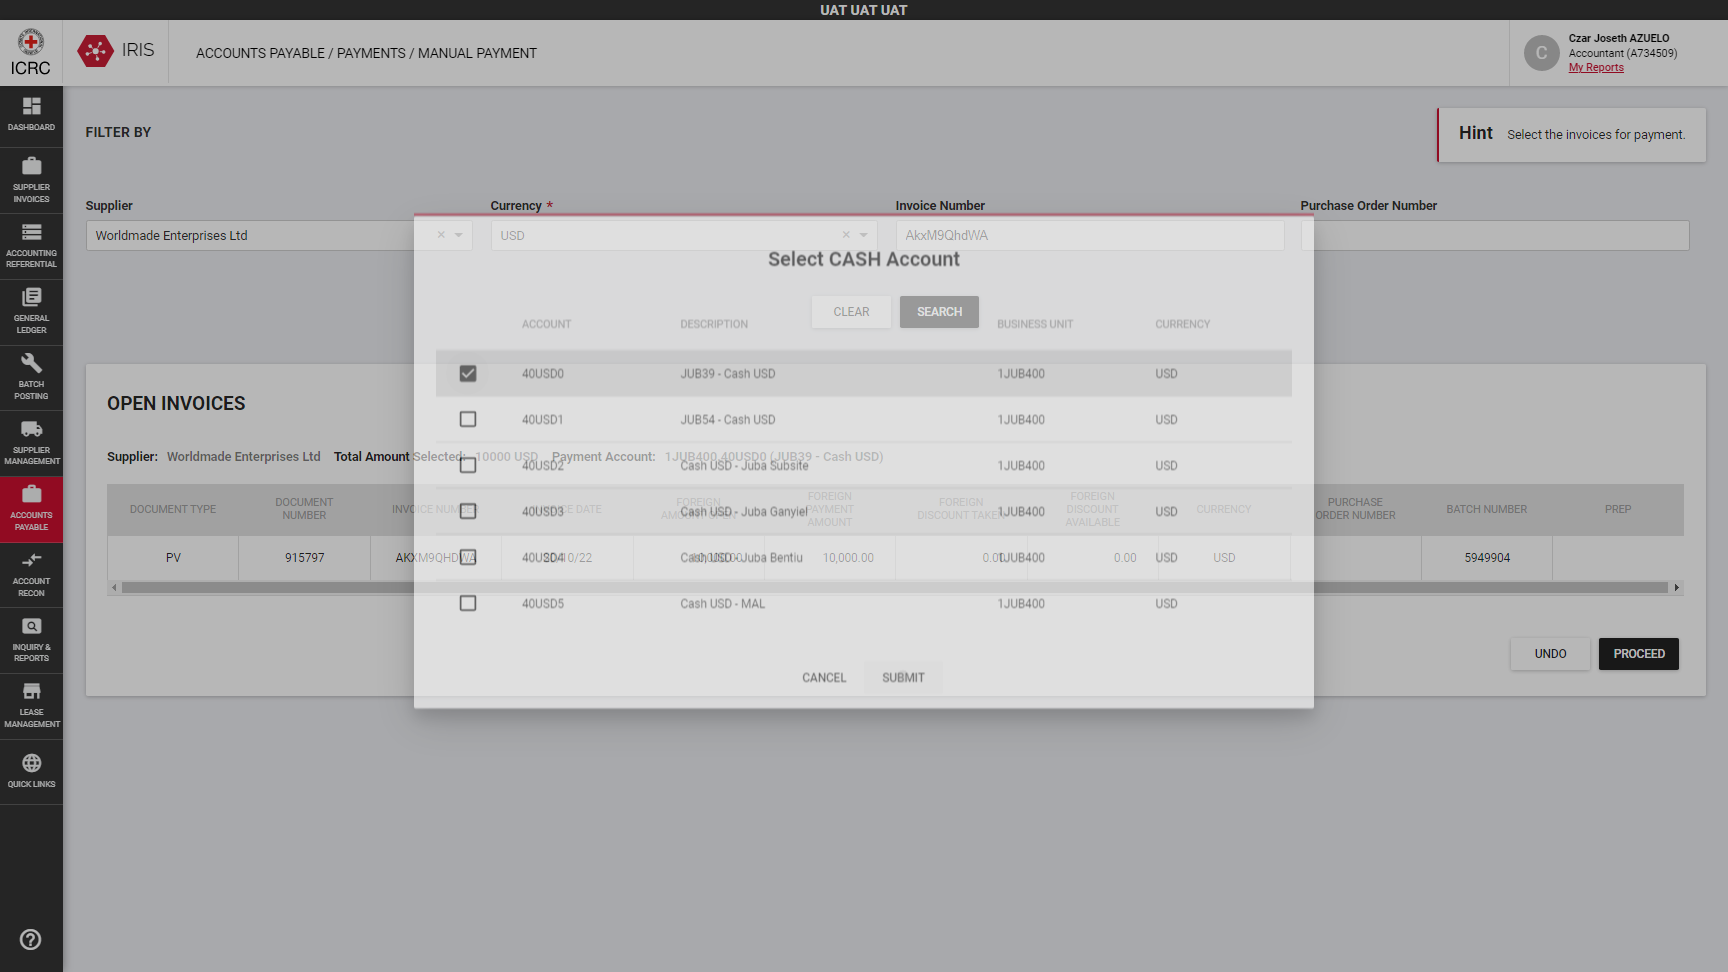 UAT UAT UAT
ICRC
IRIS
ACCOUNTS PAYABLE / PAYMENTS / MANUAL PAYMENT
C
Czar Joseth AZUELO
Accountant (A734509)
My Reports
DASHBOARD
SUPPLIER
INVOICES
ACCOUNTING
REFERENTIAL
GENERAL
LEDGER
BATCH
POSTING
SUPPLIER
MANAGEMENT
ACCOUNTS
PAYABLE
ACCOUNT
RECON
INQUIRY &
REPORTS
LEASE
MANAGEMENT
QUICK LINKS
FILTER BY
Hint Select the invoices for payment.
Supplier Currency * Invoice Number Purchase Order Number
Worldmade Enterprises Ltd USD AkxM9QhdWA
Select CASH Account
CLEAR SEARCH
ACCOUNT DESCRIPTION BUSINESS UNIT CURRENCY
40USD0 JUB39 - Cash USD 1JUB400 USD
40USD1 JUB54 - Cash USD 1JUB400 USD
40USD2 Cash USD - Juba Subsite 1JUB400 USD
40USD3 Cash USD - Juba Ganyiel 1JUB400 USD
40USD4 Cash USD - Juba Bentiu 1JUB400 USD
40USD5 Cash USD - MAL 1JUB400 USD
CANCEL SUBMIT
OPEN INVOICES
Supplier: Worldmade Enterprises Ltd Total Amount Selected: 10000 USD Payment Account: 1JUB400.40USD0 (JUB39 - Cash USD)
DOCUMENT TYPE DOCUMENT NUMBER INVOICE NUMBER DATE FOREIGN FOREIGN PAYMENT AMOUNT FOREIGN DISCOUNT TAKEN FOREIGN DISCOUNT AVAILABLE CURRENCY PURCHASE ORDER NUMBER BATCH NUMBER PREP
PV 915797 AKXM9QHDWA 10/22 10,000.00 0.00 0.00 USD 5949904
UNDO PROCEED